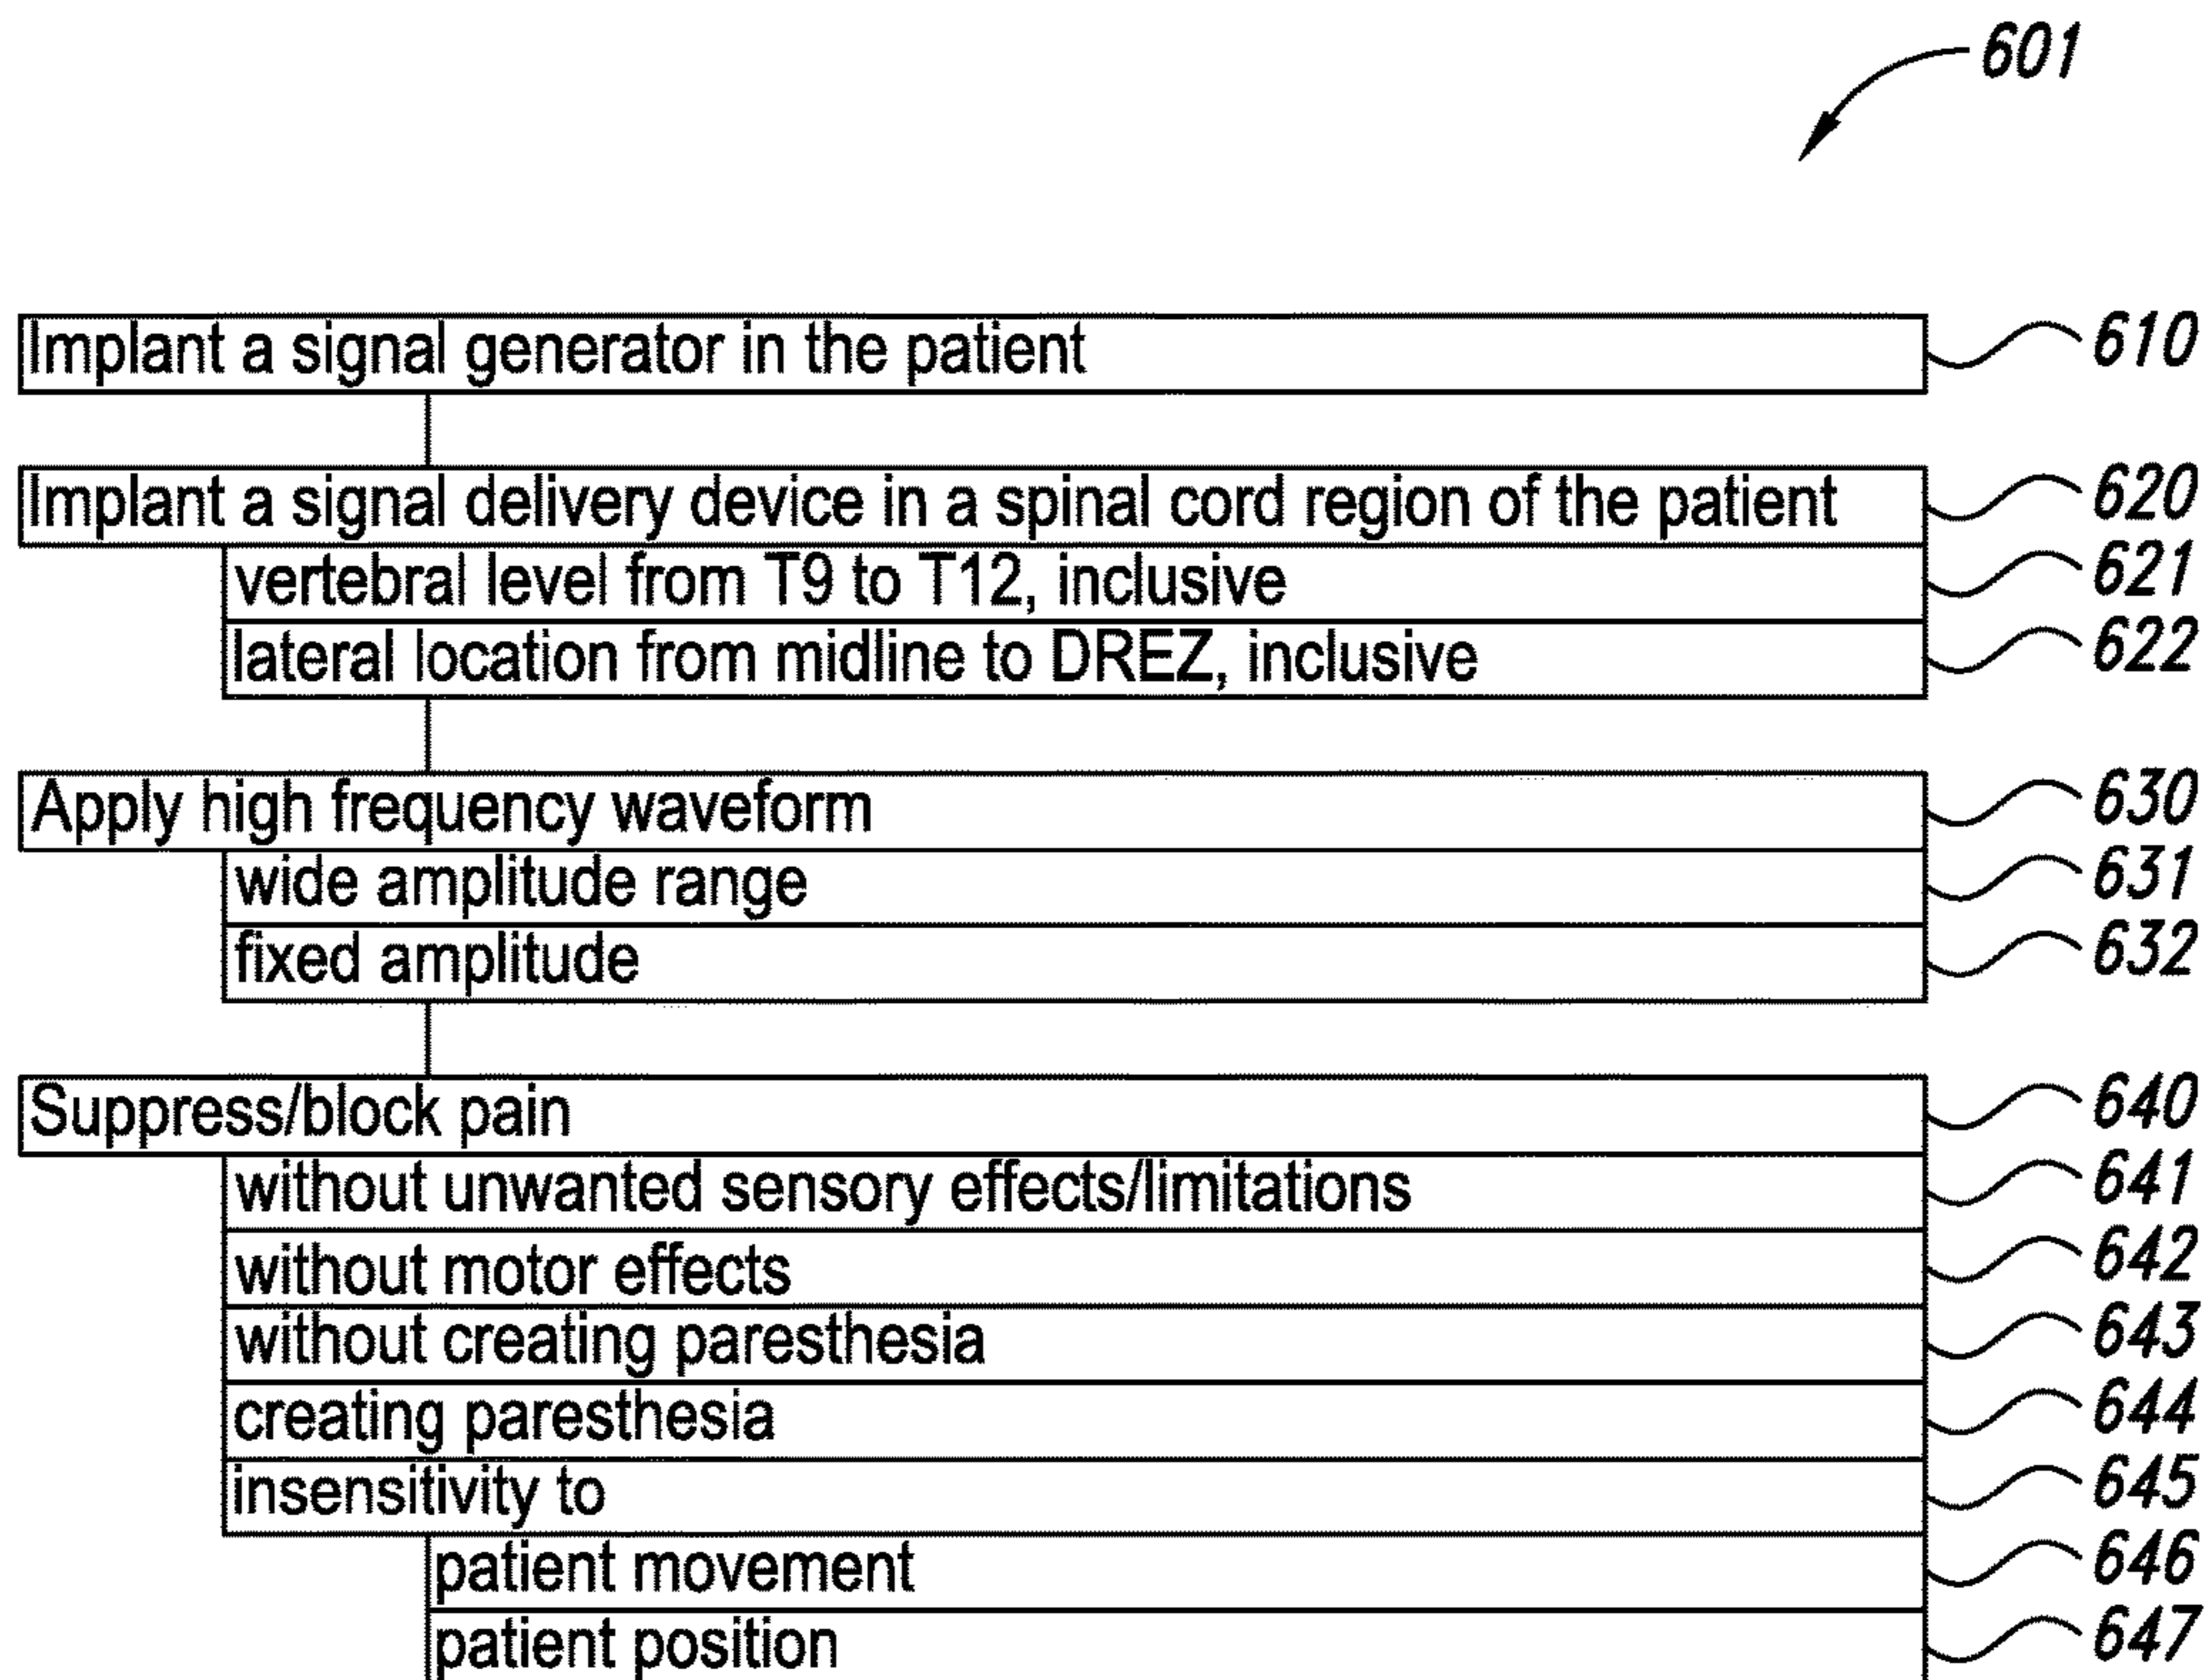 601
Implant a signal generator in the patient 610
Implant a signal delivery device in a spinal cord region of the patient 620
vertebral level from T9 to T12, inclusive 621
lateral location from midline to DREZ, inclusive 622
Apply high frequency waveform 630
wide amplitude range 631
fixed amplitude 632
Suppress/block pain 640
without unwanted sensory effects/limitations 641
without motor effects 642
without creating paresthesia 643
creating paresthesia 644
insensitivity to 645
patient movement 646
patient position 647